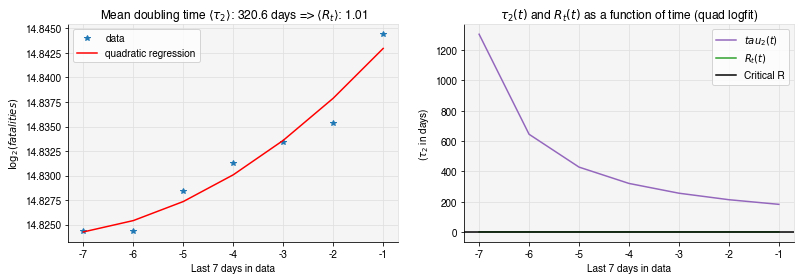 Mean doubling time ⟨τ₂⟩: 320.6 days => ⟨Rₜ⟩: 1.01
log₂(fatalities)
14.8450
14.8425
14.8400
14.8375
14.8350
14.8325
14.8300
14.8275
14.8250
data
quadratic regression
-7 -6 -5 -4 -3 -2 -1
Last 7 days in data
τ₂(t) and Rₜ(t) as a function of time (quad logfit)
(τ₂ in days)
1200
1000
800
600
400
200
0
tau₂(t)
Rₜ(t)
Critical R
-7 -6 -5 -4 -3 -2 -1
Last 7 days in data